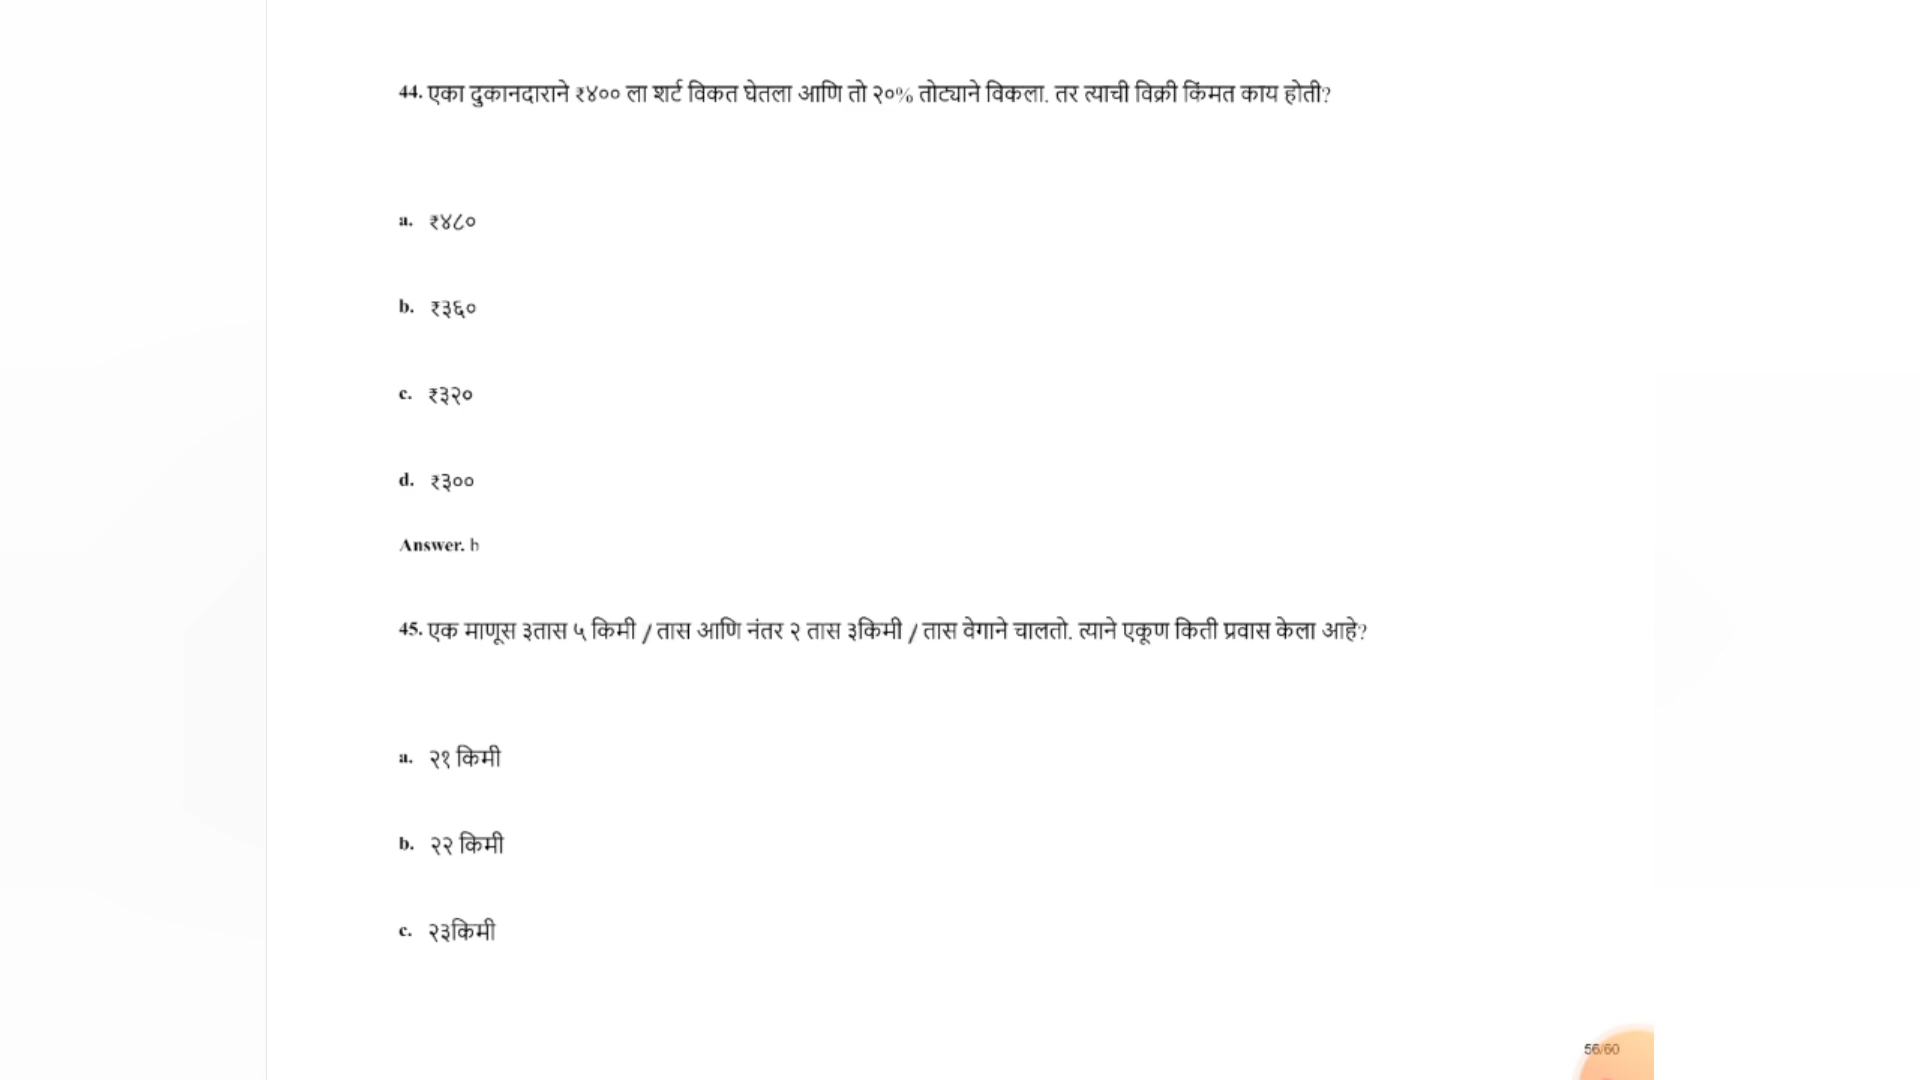 44. एका दुकानदाराने ₹४०० ला शर्ट विकत घेतला आणि तो २०% तोट्याने विकला. तर त्याची विक्री किंमत काय होती?
a. ₹४८०
b. ₹३६०
c. ₹३२०
d. ₹३००
Answer. b
45. एक माणूस ३तास ५ किमी / तास आणि नंतर २ तास ३किमी / तास वेगाने चालतो. त्याने एकूण किती प्रवास केला आहे?
a. २१ किमी
b. २२ किमी
c. २३किमी
56/60